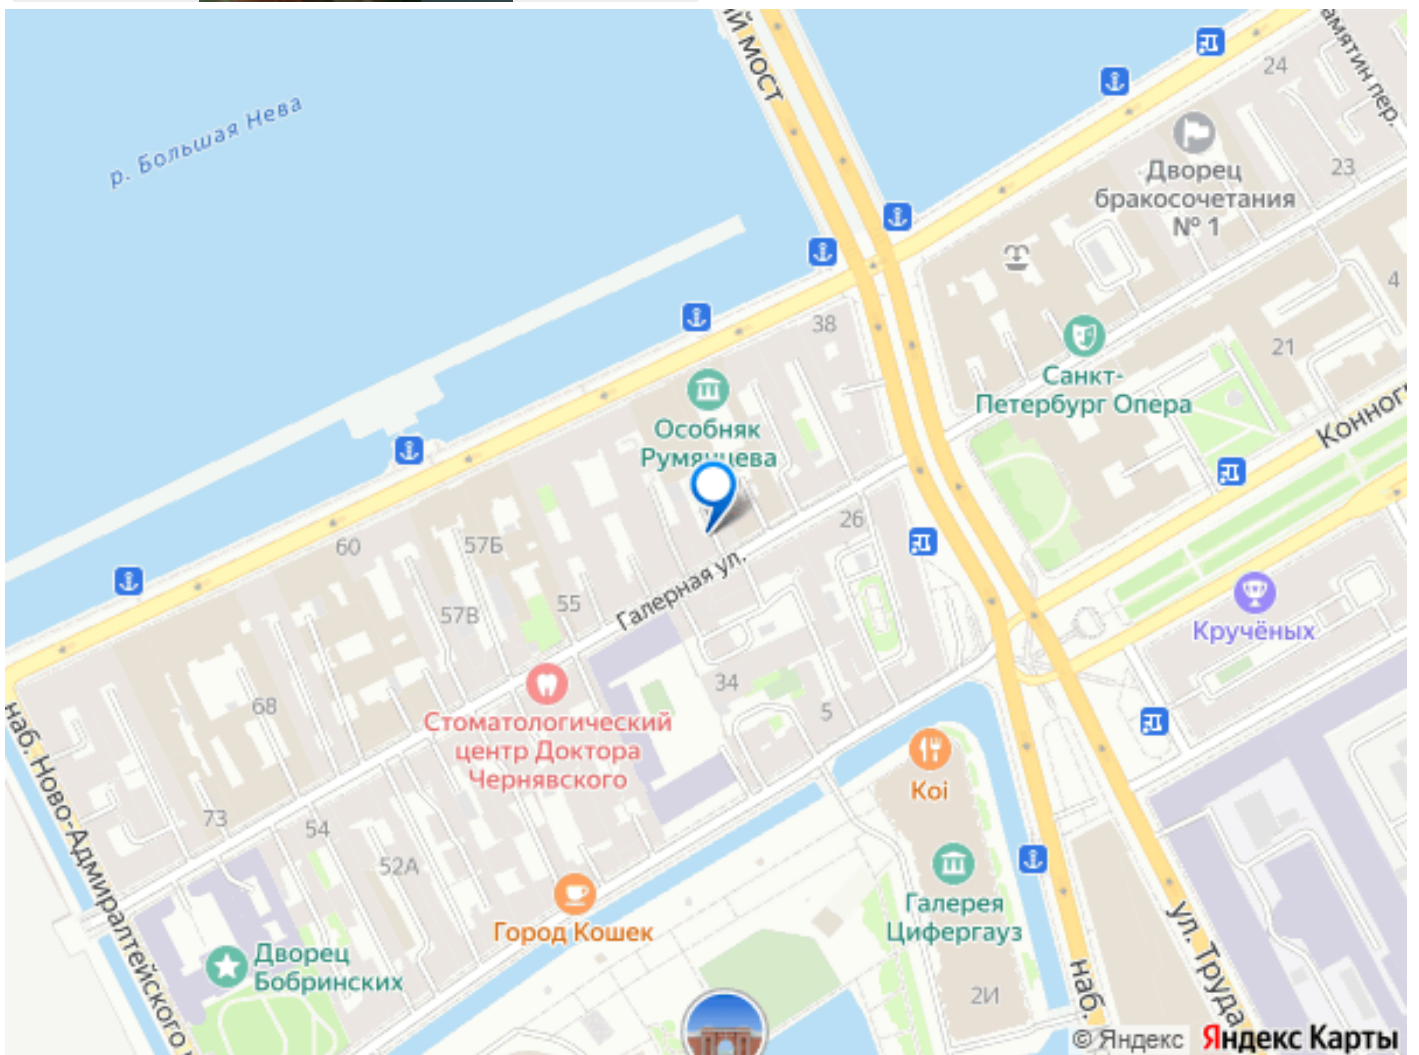 ий мост
р. Большая Нева
24
амятин пер.
Дворец
бракосочетания
№ 1
23
4
38
Санкт-
Петербург Опера
21
Конног
Особняк
Румянцева
26
Галерная ул.
60
57Б
57В
55
Кручёных
34
5
68
Стоматологический
центр Доктора
Чернявского
Koi
наб. Ново-Адмиралтейского
73
54
52А
Город Кошек
Галерея
Цифергауз
Дворец
Бобринских
2И
наб.
ул. Труда
© Яндекс Яндекс Карты